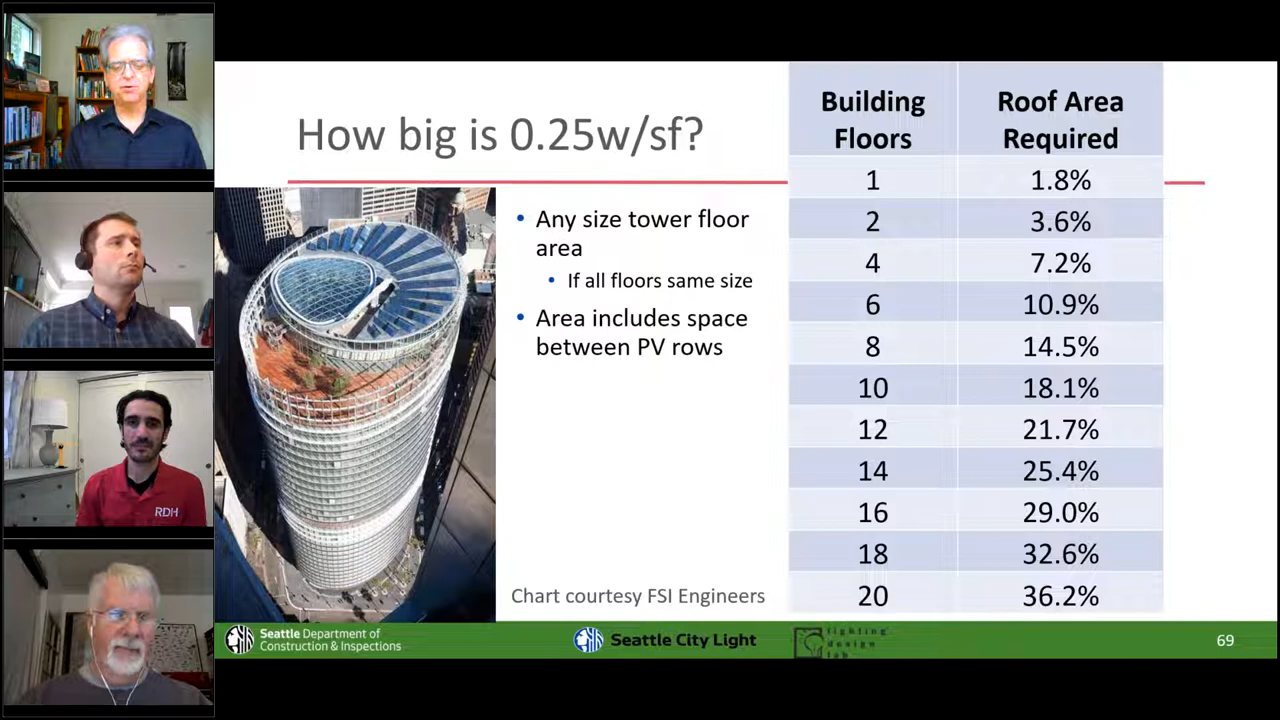 How big is 0.25w/sf?
• Any size tower floor
area
• If all floors same size
• Area includes space
between PV rows
Chart courtesy FSI Engineers
Building Floors Roof Area Required
1 1.8%
2 3.6%
4 7.2%
6 10.9%
8 14.5%
10 18.1%
12 21.7%
14 25.4%
16 29.0%
18 32.6%
20 36.2%
RDH
Seattle Department of
Construction & Inspections
Seattle City Light
lighting
design
lab
69